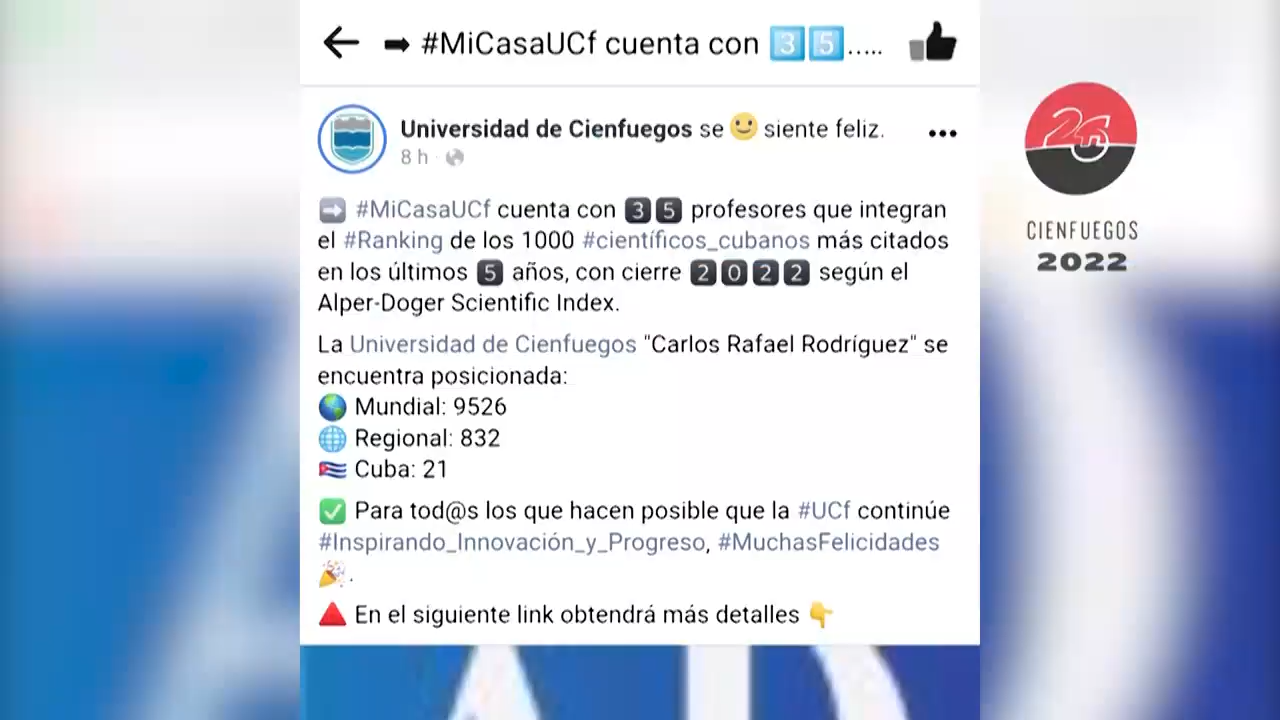 #MiCasaUCf cuenta con 35.....
Universidad de Cienfuegos se siente feliz.
8 h
#MiCasaUCf cuenta con 35 profesores que integran
el #Ranking de los 1000 #científicos_cubanos más citados
en los últimos 5 años, con cierre 2022 según el
Alper-Doger Scientific Index.
La Universidad de Cienfuegos "Carlos Rafael Rodríguez" se
encuentra posicionada:
Mundial: 9526
Regional: 832
Cuba: 21
Para tod@s los que hacen posible que la #UCf continúe
#Inspirando_Innovación_y_Progreso, #MuchasFelicidades
.
En el siguiente link obtendrá más detalles
26
CIENFUEGOS
2022